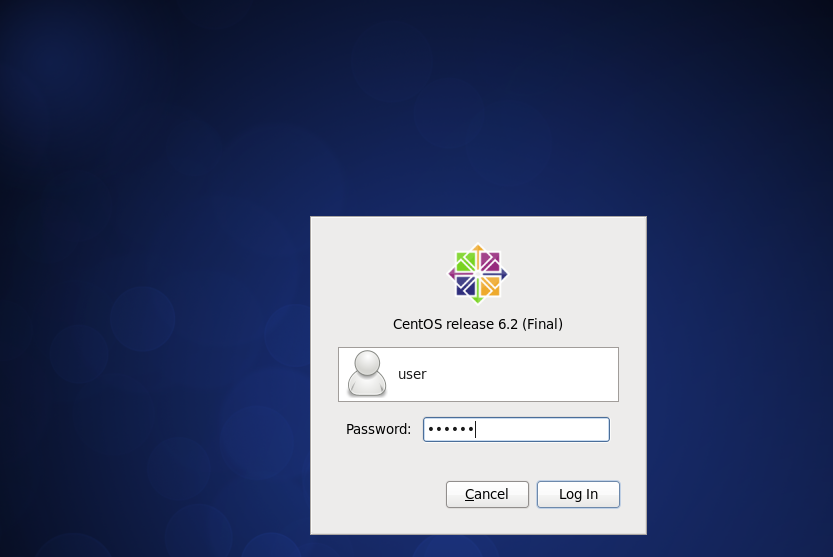 CentOS release 6.2 (Final)
user
Password: ••••••
Cancel
Log In